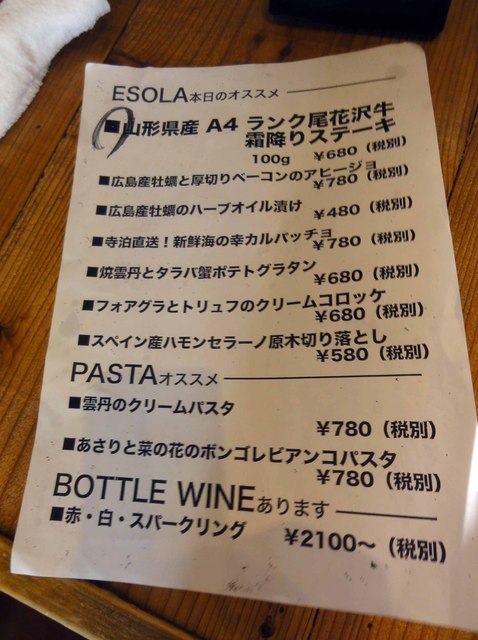 ESOLA本日のオススメ
■山形県産 A4 ランク尾花沢牛
霜降りステーキ
100g ¥680（税別）
■広島産牡蠣と厚切りベーコンのアヒージョ
¥780（税別）
■広島産牡蠣のハーブオイル漬け
¥480（税別）
■寺泊直送！新鮮海の幸カルパッチョ
¥780（税別）
■焼雲丹とタラバ蟹ポテトグラタン
¥680（税別）
■フォアグラとトリュフのクリームコロッケ
¥680（税別）
■スペイン産ハモンセラーノ原木切り落とし
¥580（税別）
PASTAオススメ
■雲丹のクリームパスタ
¥780（税別）
■あさりと菜の花のボンゴレビアンコパスタ
¥780（税別）
BOTTLE WINEあります
■赤・白・スパークリング
¥2100〜（税別）